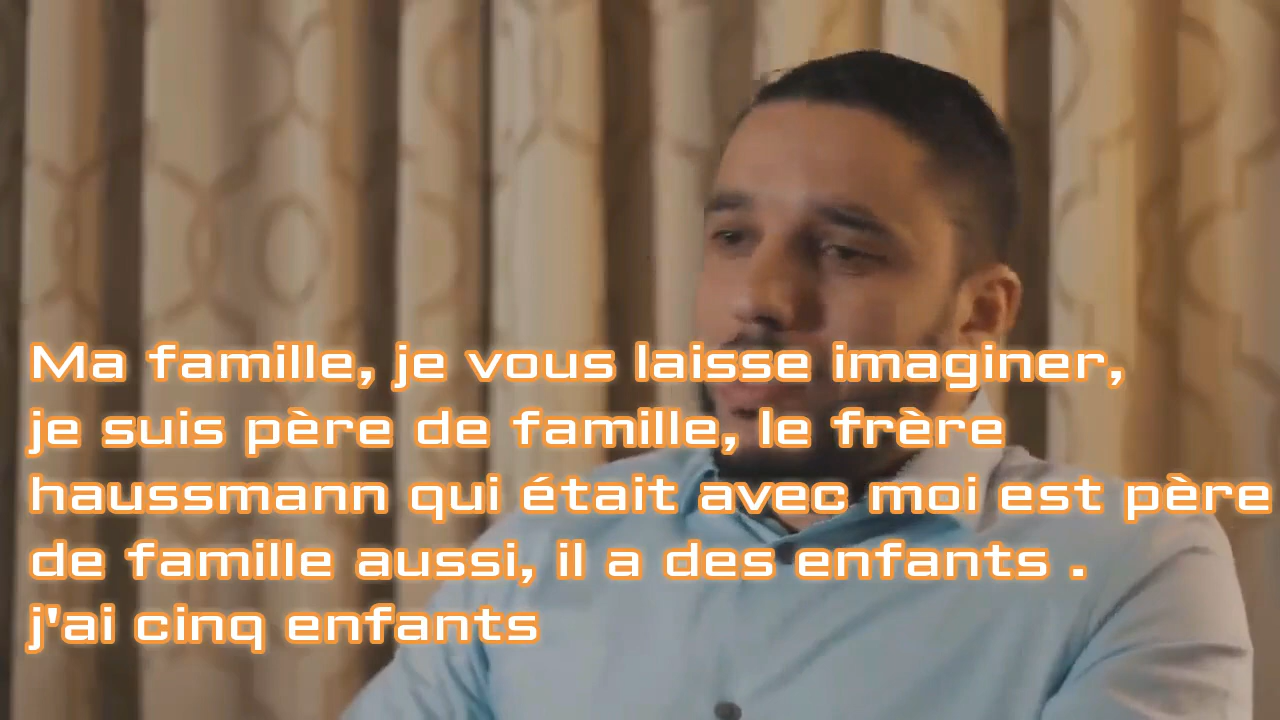 Ma famille, je vous laisse imaginer,
je suis père de famille, le frère
haussmann qui était avec moi est père
de famille aussi, il a des enfants .
j'ai cinq enfants